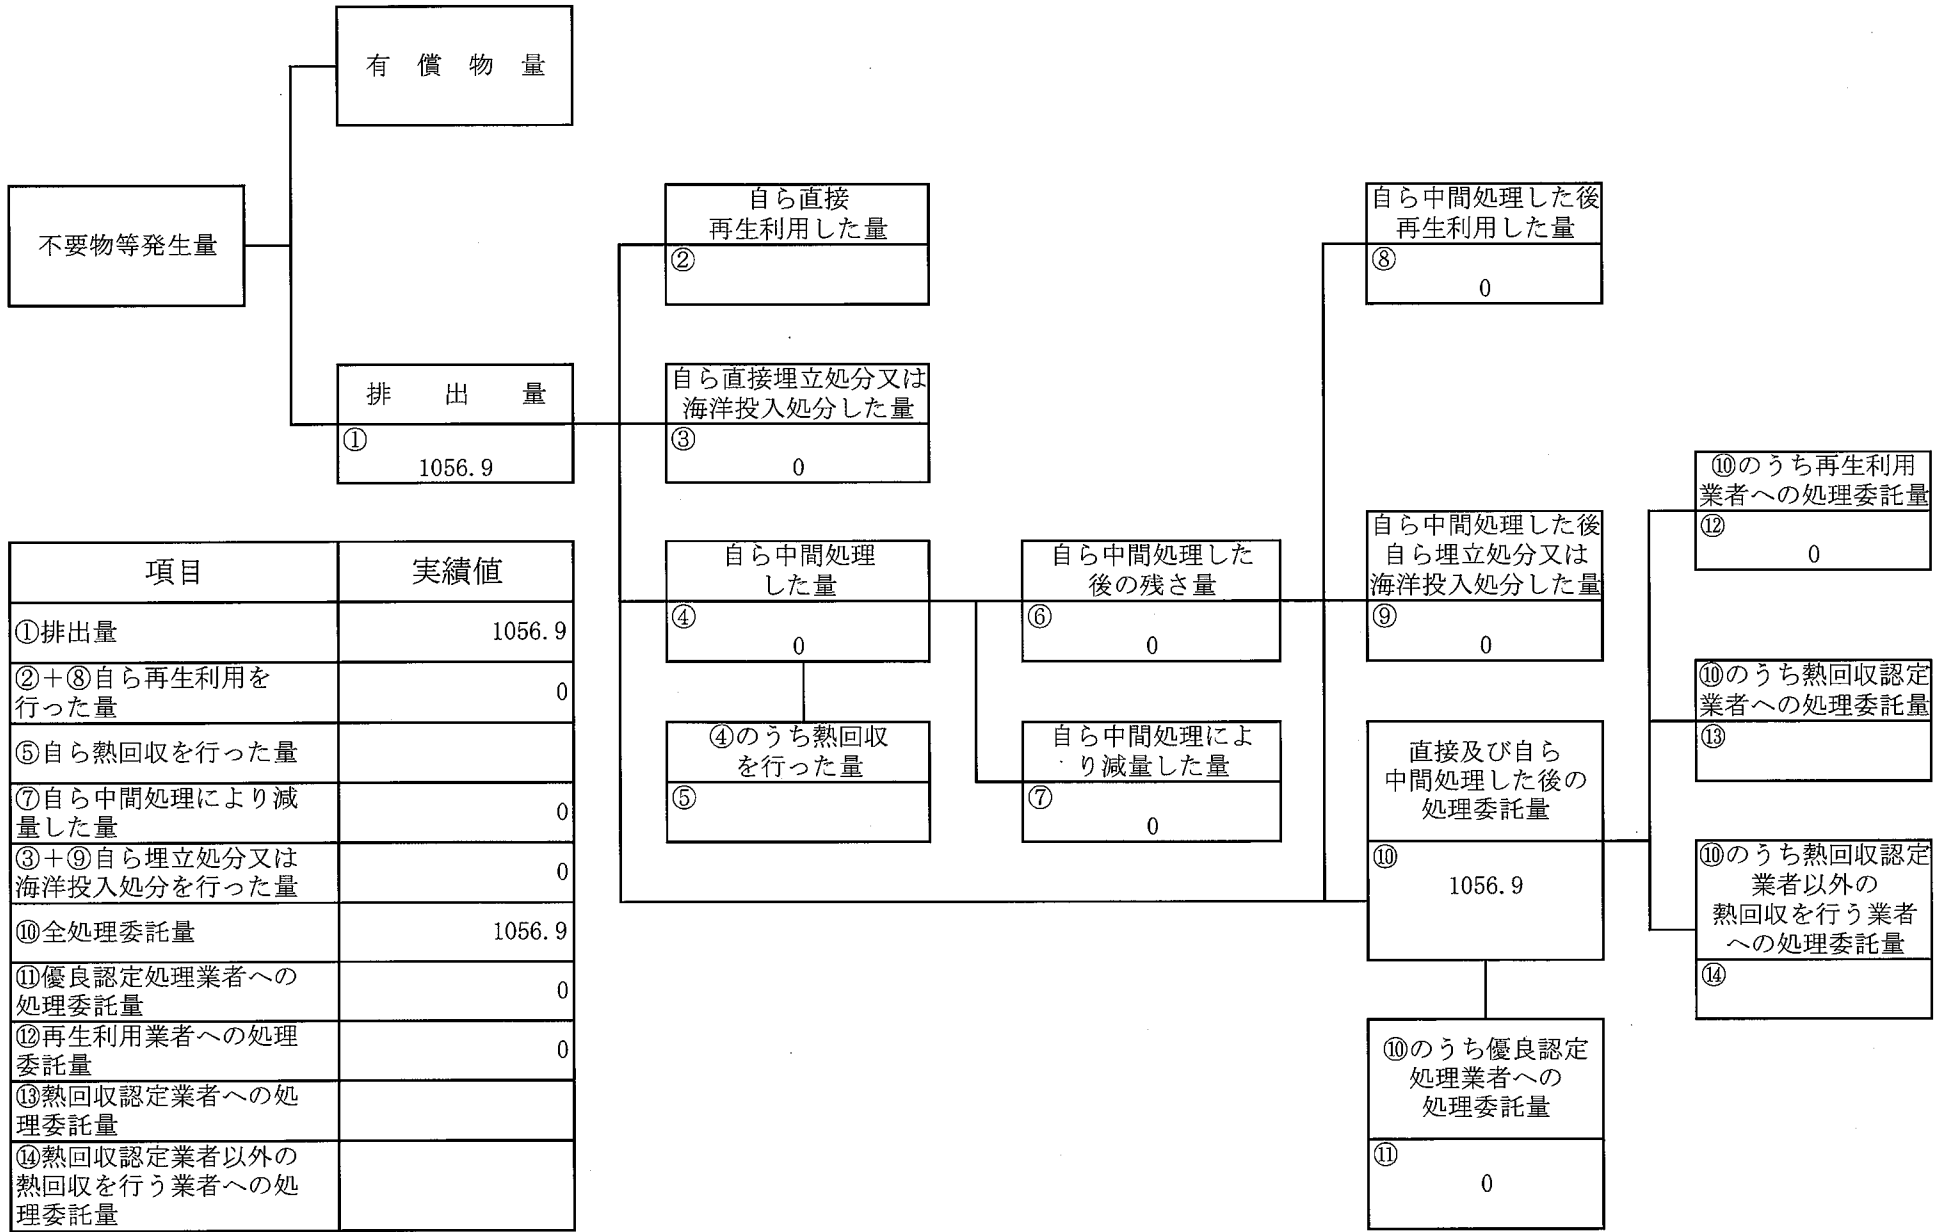 有償物量
不要物等発生量
排出量
①
1056.9
自ら直接
再生利用した量
②
自ら直接埋立処分又は
海洋投入処分した量
③
0
自ら中間処理
した量
④
0
④のうち熱回収
を行った量
⑤
自ら中間処理した
後の残さ量
⑥
0
自ら中間処理によ
り減量した量
⑦
0
自ら中間処理した後
再生利用した量
⑧
0
自ら中間処理した後
自ら埋立処分又は
海洋投入処分した量
⑨
0
直接及び自ら
中間処理した後の
処理委託量
⑩
1056.9
⑩のうち優良認定
処理業者への
処理委託量
⑪
0
⑩のうち再生利用
業者への処理委託量
⑫
0
⑩のうち熱回収認定
業者への処理委託量
⑬
⑩のうち熱回収認定
業者以外の
熱回収を行う業者
への処理委託量
⑭
項目 実績値
①排出量 1056.9
②+⑧自ら再生利用を
行った量 0
⑤自ら熱回収を行った量
⑦自ら中間処理により減
量した量 0
③+⑨自ら埋立処分又は
海洋投入処分を行った量 0
⑩全処理委託量 1056.9
⑪優良認定処理業者への
処理委託量 0
⑫再生利用業者への処理
委託量 0
⑬熱回収認定業者への処
理委託量
⑭熱回収認定業者以外の
熱回収を行う業者への処
理委託量